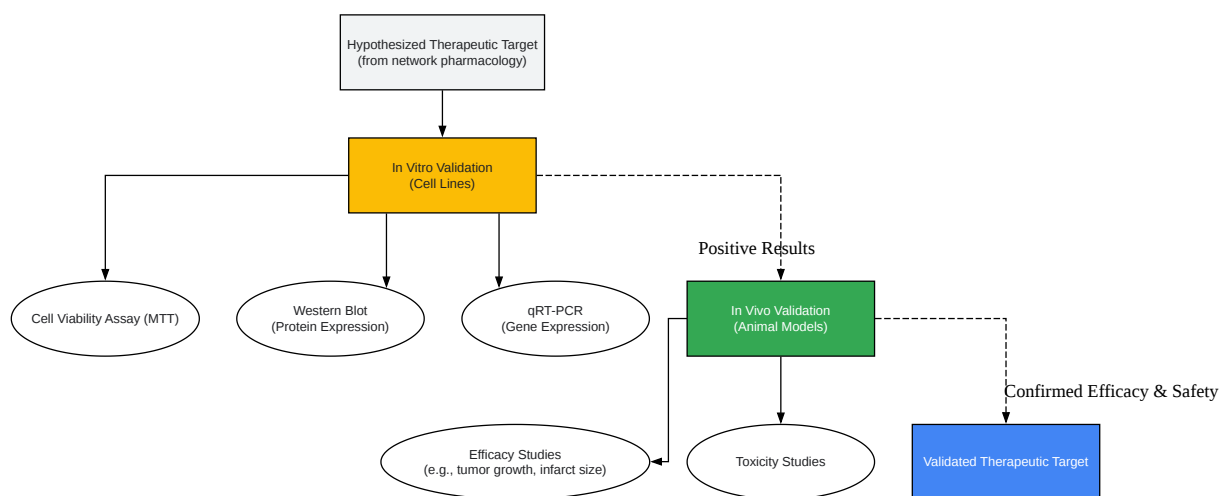 Hypothesized Therapeutic Target
(from network pharmacology)
In Vitro Validation
(Cell Lines)
Positive Results
Cell Viability Assay (MTT)
Western Blot
(Protein Expression)
qRT-PCR
(Gene Expression)
In Vivo Validation
(Animal Models)
Confirmed Efficacy & Safety
Efficacy Studies
(e.g., tumor growth, infarct size)
Toxicity Studies
Validated Therapeutic Target